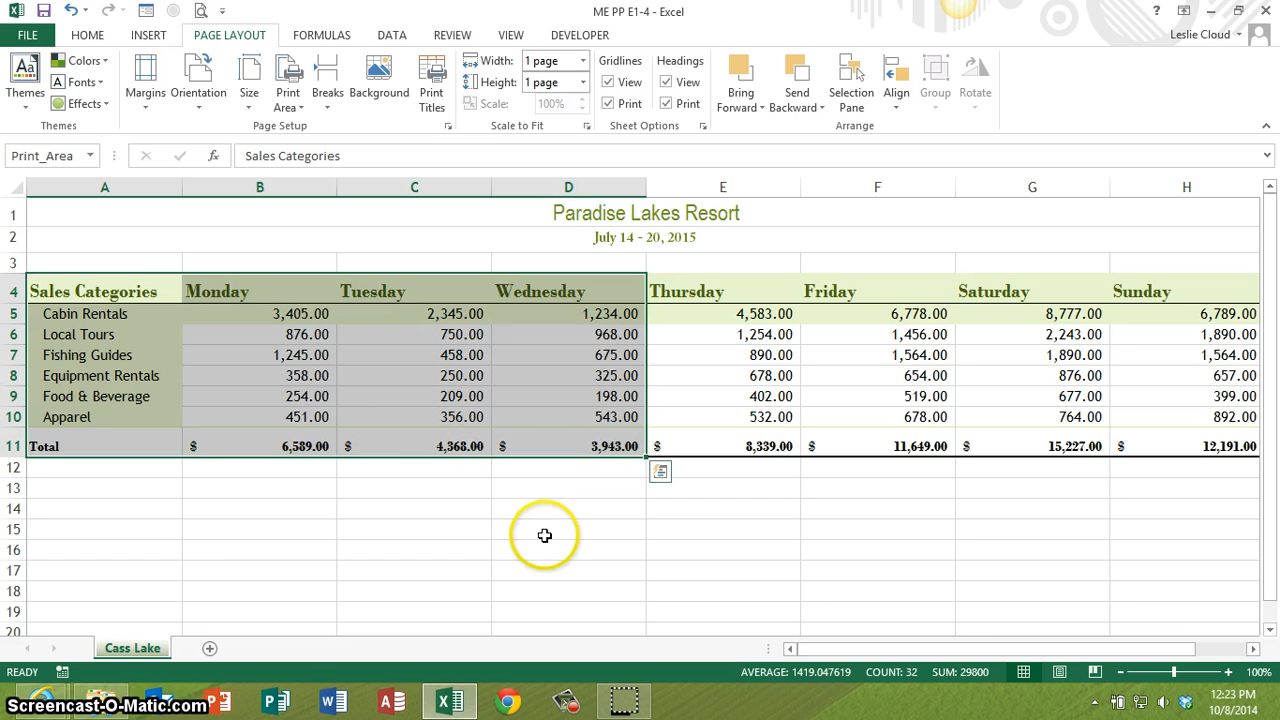 ME PP E1-4 - Excel
FILE HOME INSERT PAGE LAYOUT FORMULAS DATA REVIEW VIEW DEVELOPER Leslie Cloud
Themes Colors Fonts Effects
Margins Orientation Size Print Area Breaks Background Print Titles
Width: 1 page
Height: 1 page
Scale: 100%
Gridlines Headings
View View
Print Print
Bring Forward Send Backward Selection Pane Align Group Rotate
Themes Page Setup Scale to Fit Sheet Options Arrange
Print_Area fx Sales Categories
A B C D E F G H
1 Paradise Lakes Resort
2 July 14 - 20, 2015
3
4 Sales Categories Monday Tuesday Wednesday Thursday Friday Saturday Sunday
5 Cabin Rentals 3,405.00 2,345.00 1,234.00 4,583.00 6,778.00 8,777.00 6,789.00
6 Local Tours 876.00 750.00 968.00 1,254.00 1,456.00 2,243.00 1,890.00
7 Fishing Guides 1,245.00 458.00 675.00 890.00 1,564.00 1,890.00 1,564.00
8 Equipment Rentals 358.00 250.00 325.00 678.00 654.00 876.00 657.00
9 Food & Beverage 254.00 209.00 198.00 402.00 519.00 677.00 399.00
10 Apparel 451.00 356.00 543.00 532.00 678.00 764.00 892.00
11 Total $ 6,589.00 $ 4,368.00 $ 3,943.00 $ 8,339.00 $ 11,649.00 $ 15,227.00 $ 12,191.00
12
13
14
15
16
17
18
19
20
Cass Lake
READY AVERAGE: 1419.047619 COUNT: 32 SUM: 29800 100%
Screencast-O-Matic.com
12:23 PM
10/8/2014